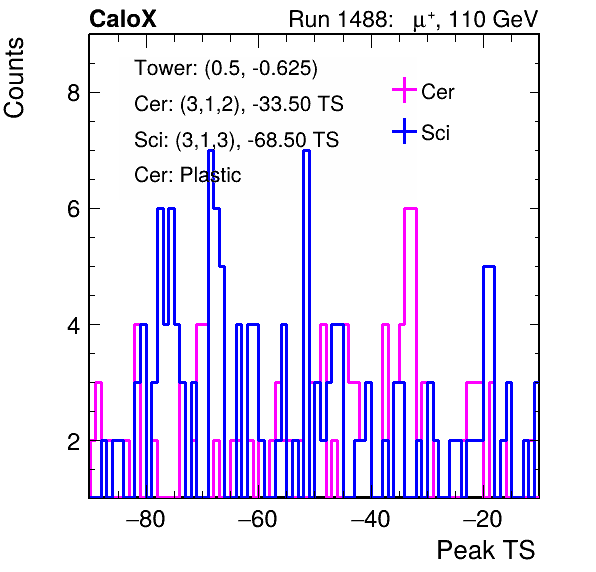 CaloX Run 1488: μ⁺, 110 GeV
Counts
Tower: (0.5, -0.625)
Cer: (3,1,2), -33.50 TS
Sci: (3,1,3), -68.50 TS
Cer: Plastic
Cer
Sci
8
6
4
2
−80 −60 −40 −20
Peak TS